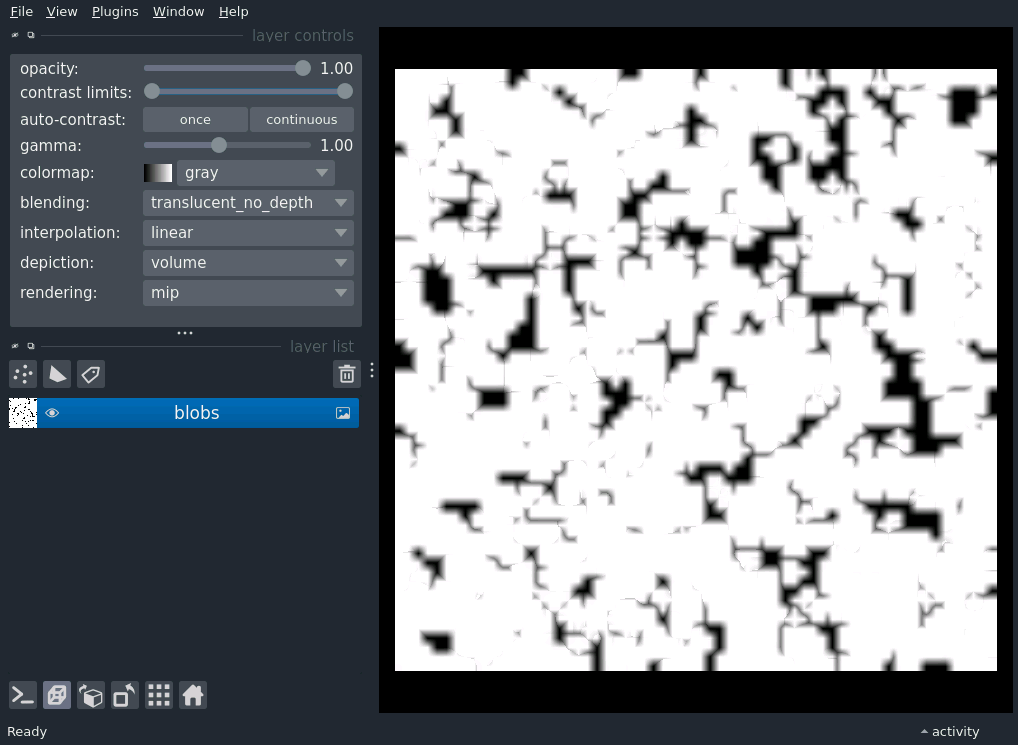 File View Plugins Window Help
layer controls
opacity: 1.00
contrast limits:
auto-contrast: once continuous
gamma: 1.00
colormap: gray
blending: translucent_no_depth
interpolation: linear
depiction: volume
rendering: mip
layer list
blobs
Ready activity